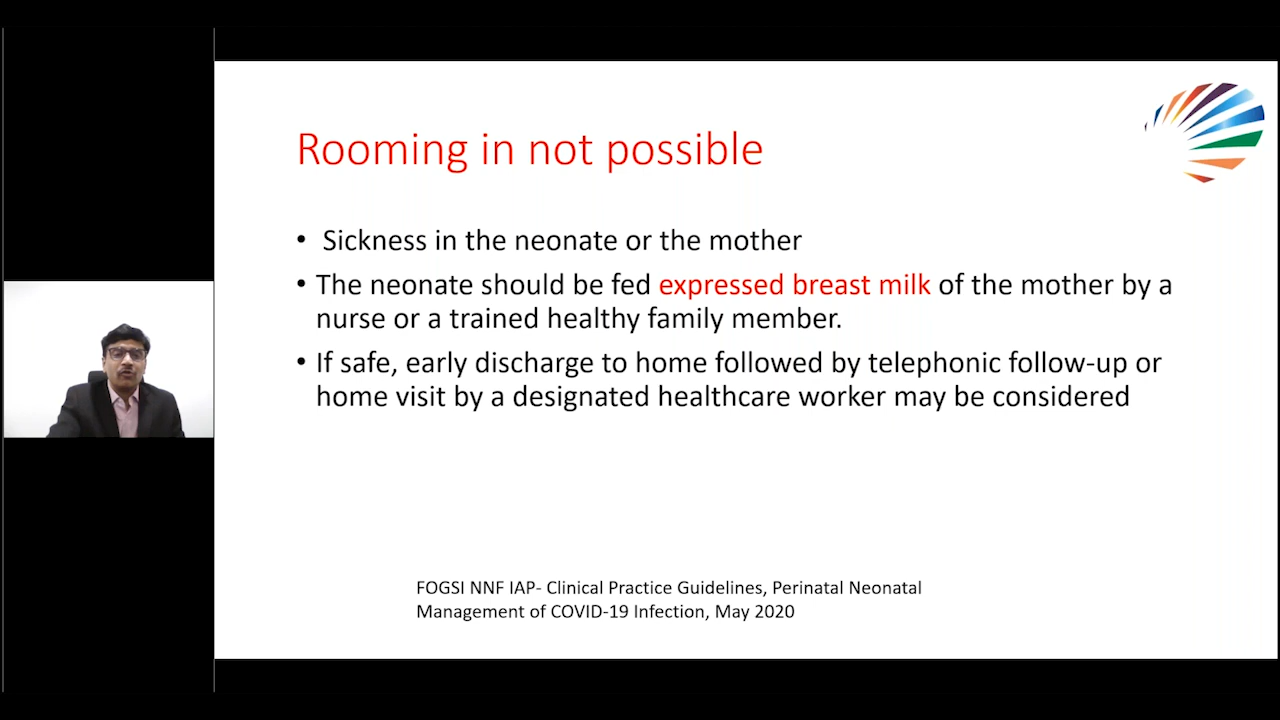 Rooming in not possible
• Sickness in the neonate or the mother
• The neonate should be fed expressed breast milk of the mother by a
nurse or a trained healthy family member.
• If safe, early discharge to home followed by telephonic follow-up or
home visit by a designated healthcare worker may be considered
FOGSI NNF IAP- Clinical Practice Guidelines, Perinatal Neonatal
Management of COVID-19 Infection, May 2020